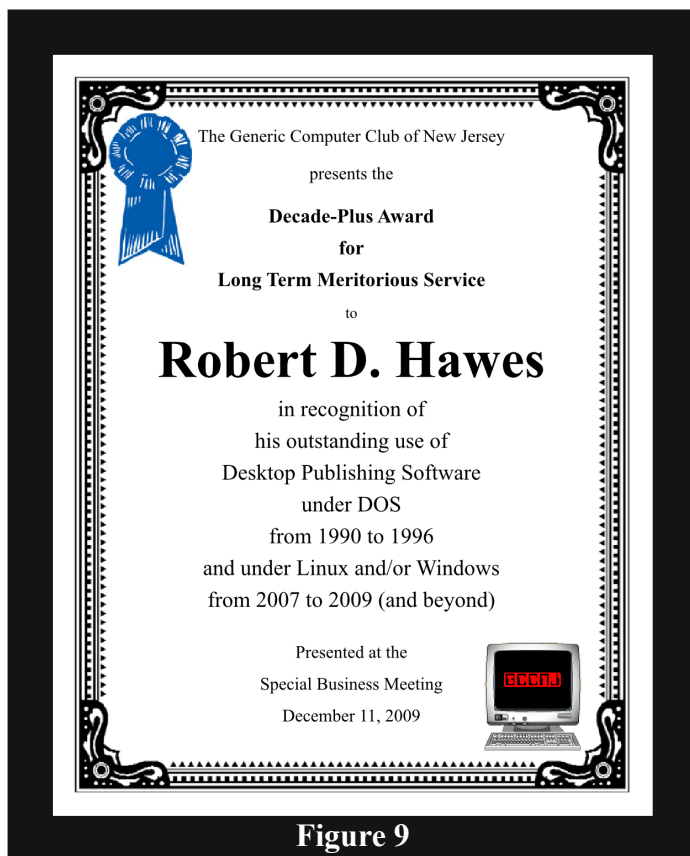 The Generic Computer Club of New Jersey
presents the
Decade-Plus Award
for
Long Term Meritorious Service
to
Robert D. Hawes
in recognition of
his outstanding use of
Desktop Publishing Software
under DOS
from 1990 to 1996
and under Linux and/or Windows
from 2007 to 2009 (and beyond)
Presented at the
Special Business Meeting
December 11, 2009
GCCNJ
Figure 9